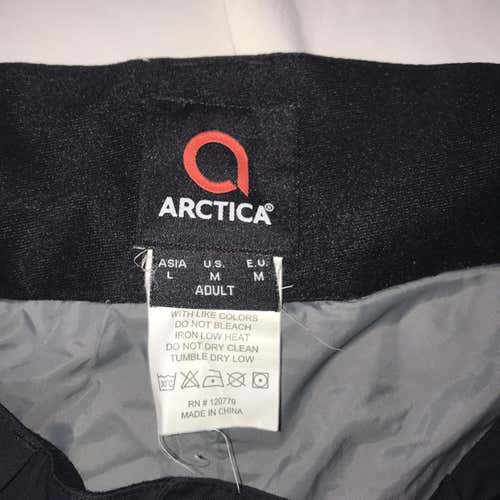 ARCTICA®
ASIA U.S. E.U.
L M M
ADULT
WITH LIKE COLORS
DO NOT BLEACH
IRON LOW HEAT
DO NOT DRY CLEAN
TUMBLE DRY LOW
30°C
RN # 120779
MADE IN CHINA